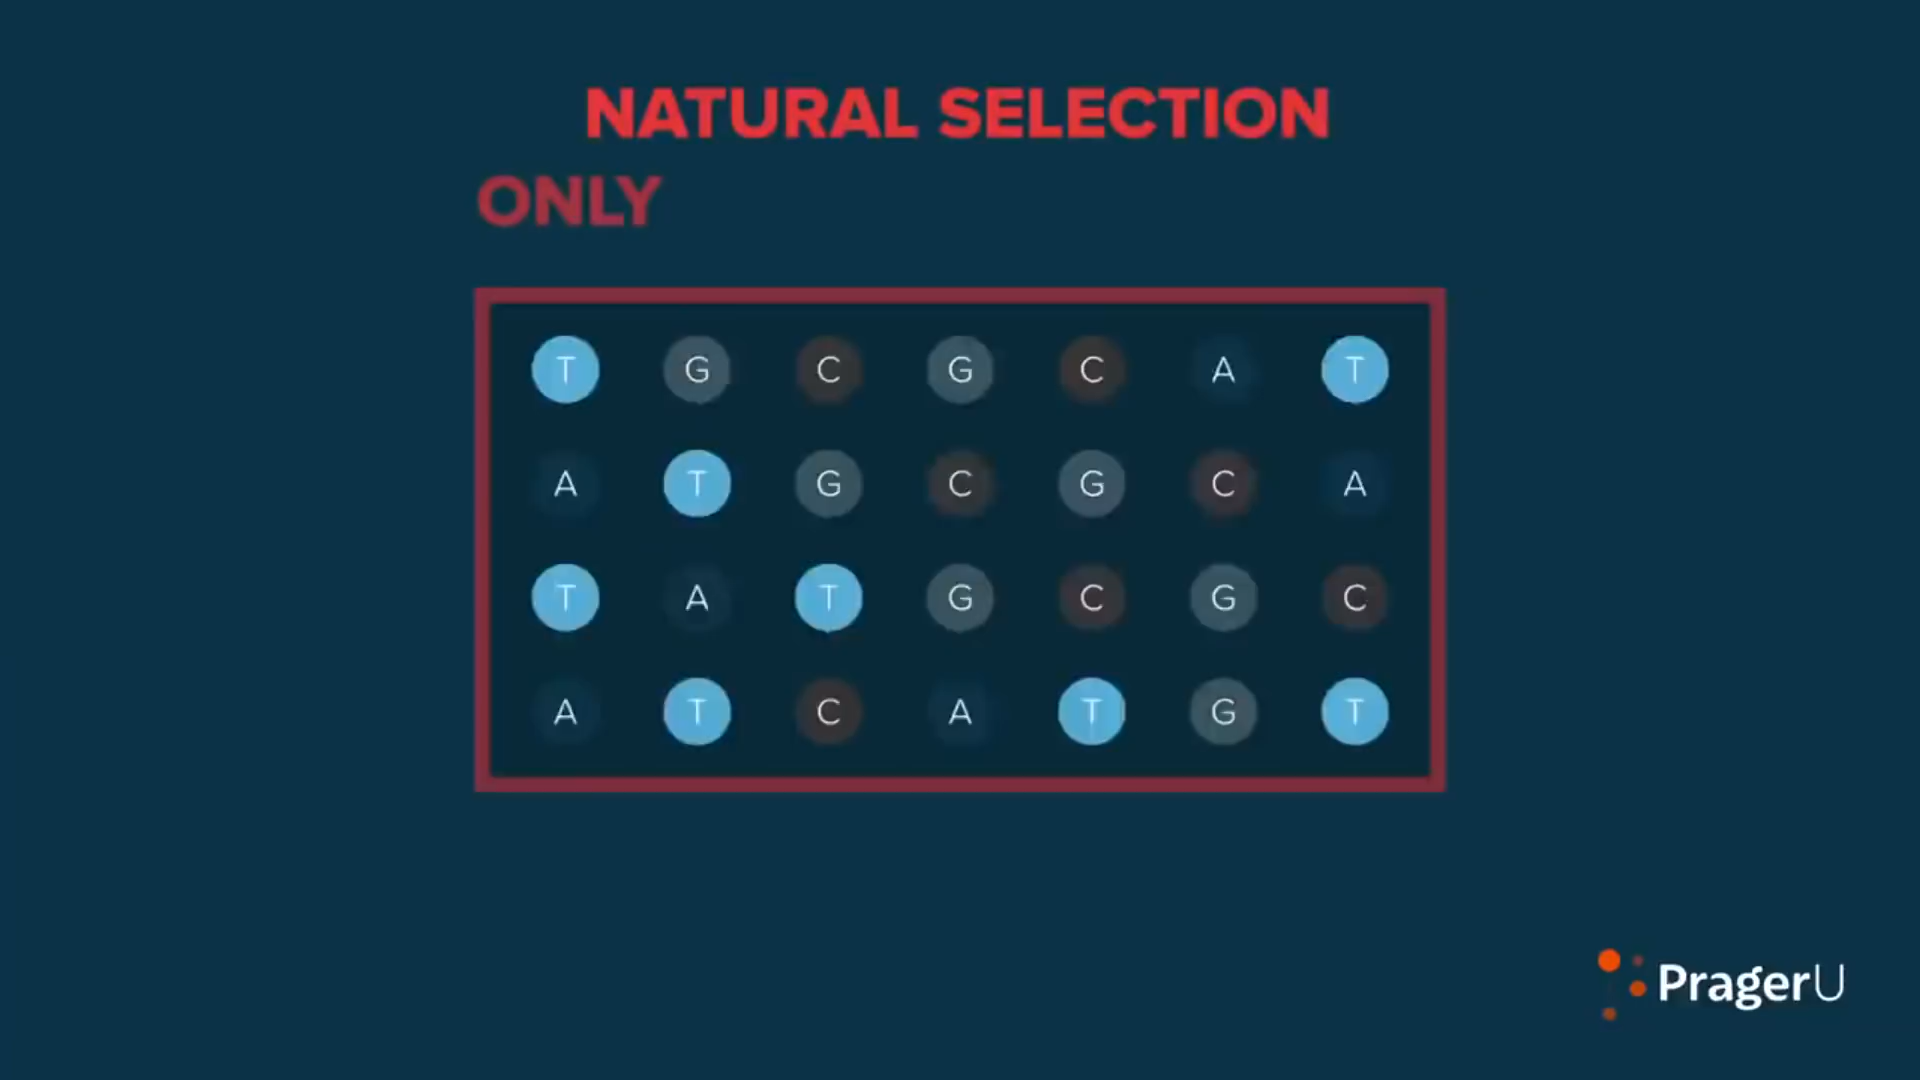 NATURAL SELECTION
ONLY
T G C G C A T
A T G C G C A
T A T G C G C
A T C A T G T
PragerU